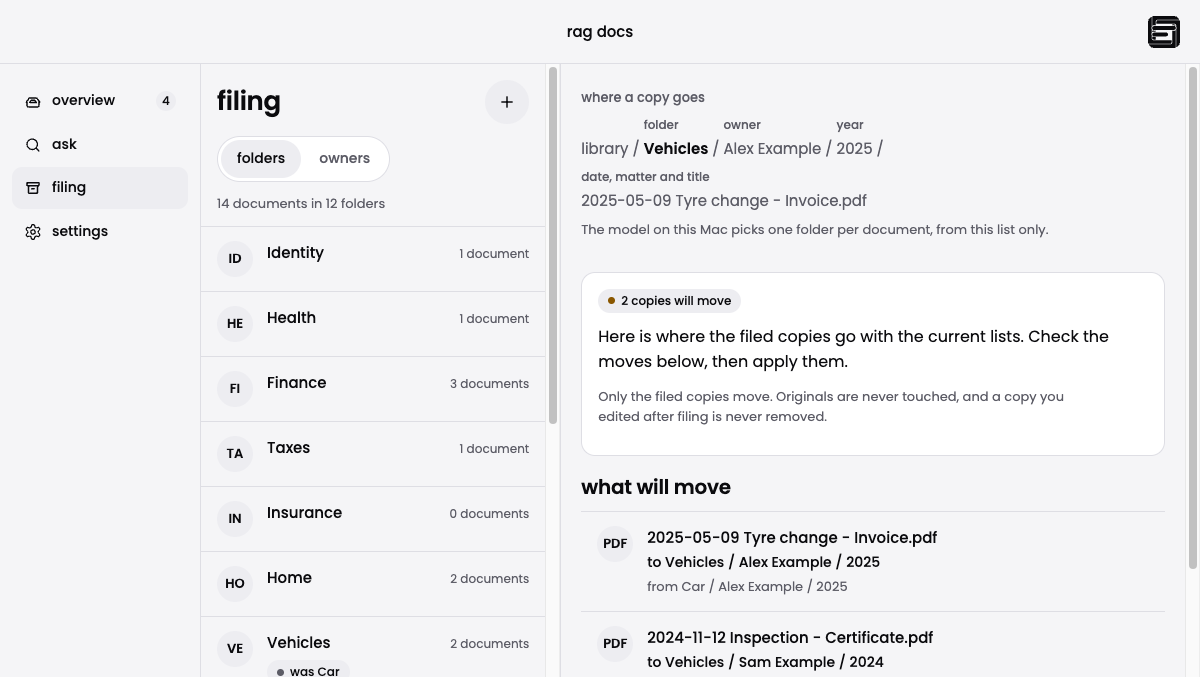 rag docs
overview 4
ask
filing
settings
filing
+
folders owners
14 documents in 12 folders
ID Identity 1 document
HE Health 1 document
FI Finance 3 documents
TA Taxes 1 document
IN Insurance 0 documents
HO Home 2 documents
VE Vehicles 2 documents
was Car
where a copy goes
folder owner year
library / Vehicles / Alex Example / 2025 /
date, matter and title
2025-05-09 Tyre change - Invoice.pdf
The model on this Mac picks one folder per document, from this list only.
2 copies will move
Here is where the filed copies go with the current lists. Check the
moves below, then apply them.
Only the filed copies move. Originals are never touched, and a copy you
edited after filing is never removed.
what will move
PDF 2025-05-09 Tyre change - Invoice.pdf
to Vehicles / Alex Example / 2025
from Car / Alex Example / 2025
PDF 2024-11-12 Inspection - Certificate.pdf
to Vehicles / Sam Example / 2024